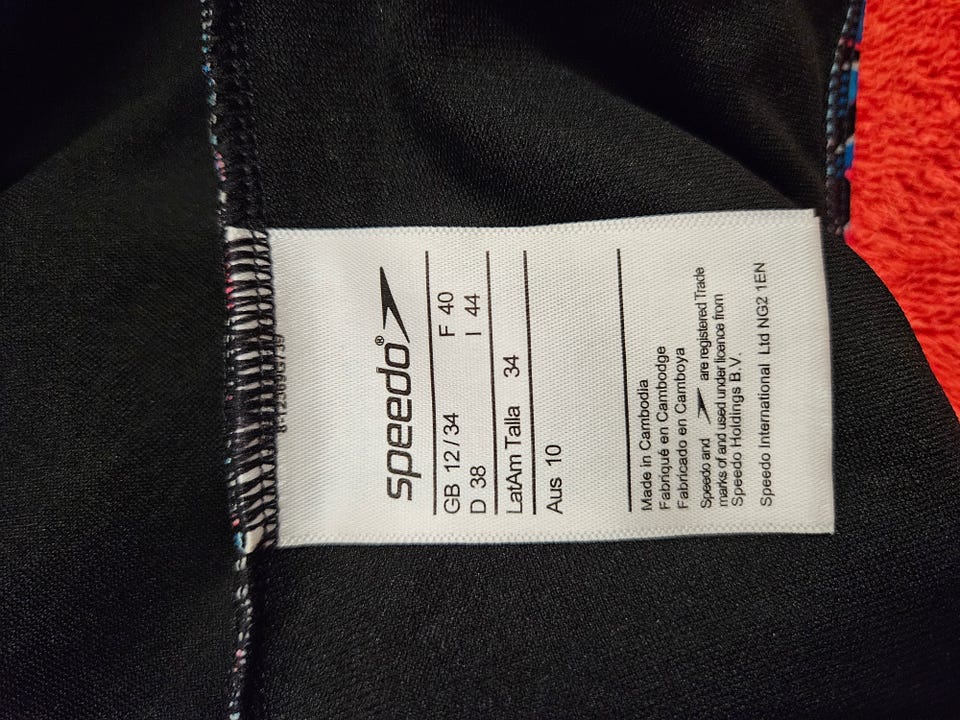 speedo®
GB 12/34 F 40
D 38 I 44
LatAm Talla 34
Aus 10
Made in Cambodia
Fabriqué en Cambodge
Fabricado en Camboya
Speedo and are registered Trade
marks of and used under licence from
Speedo Holdings B.V.
Speedo International Ltd NG2 1EN